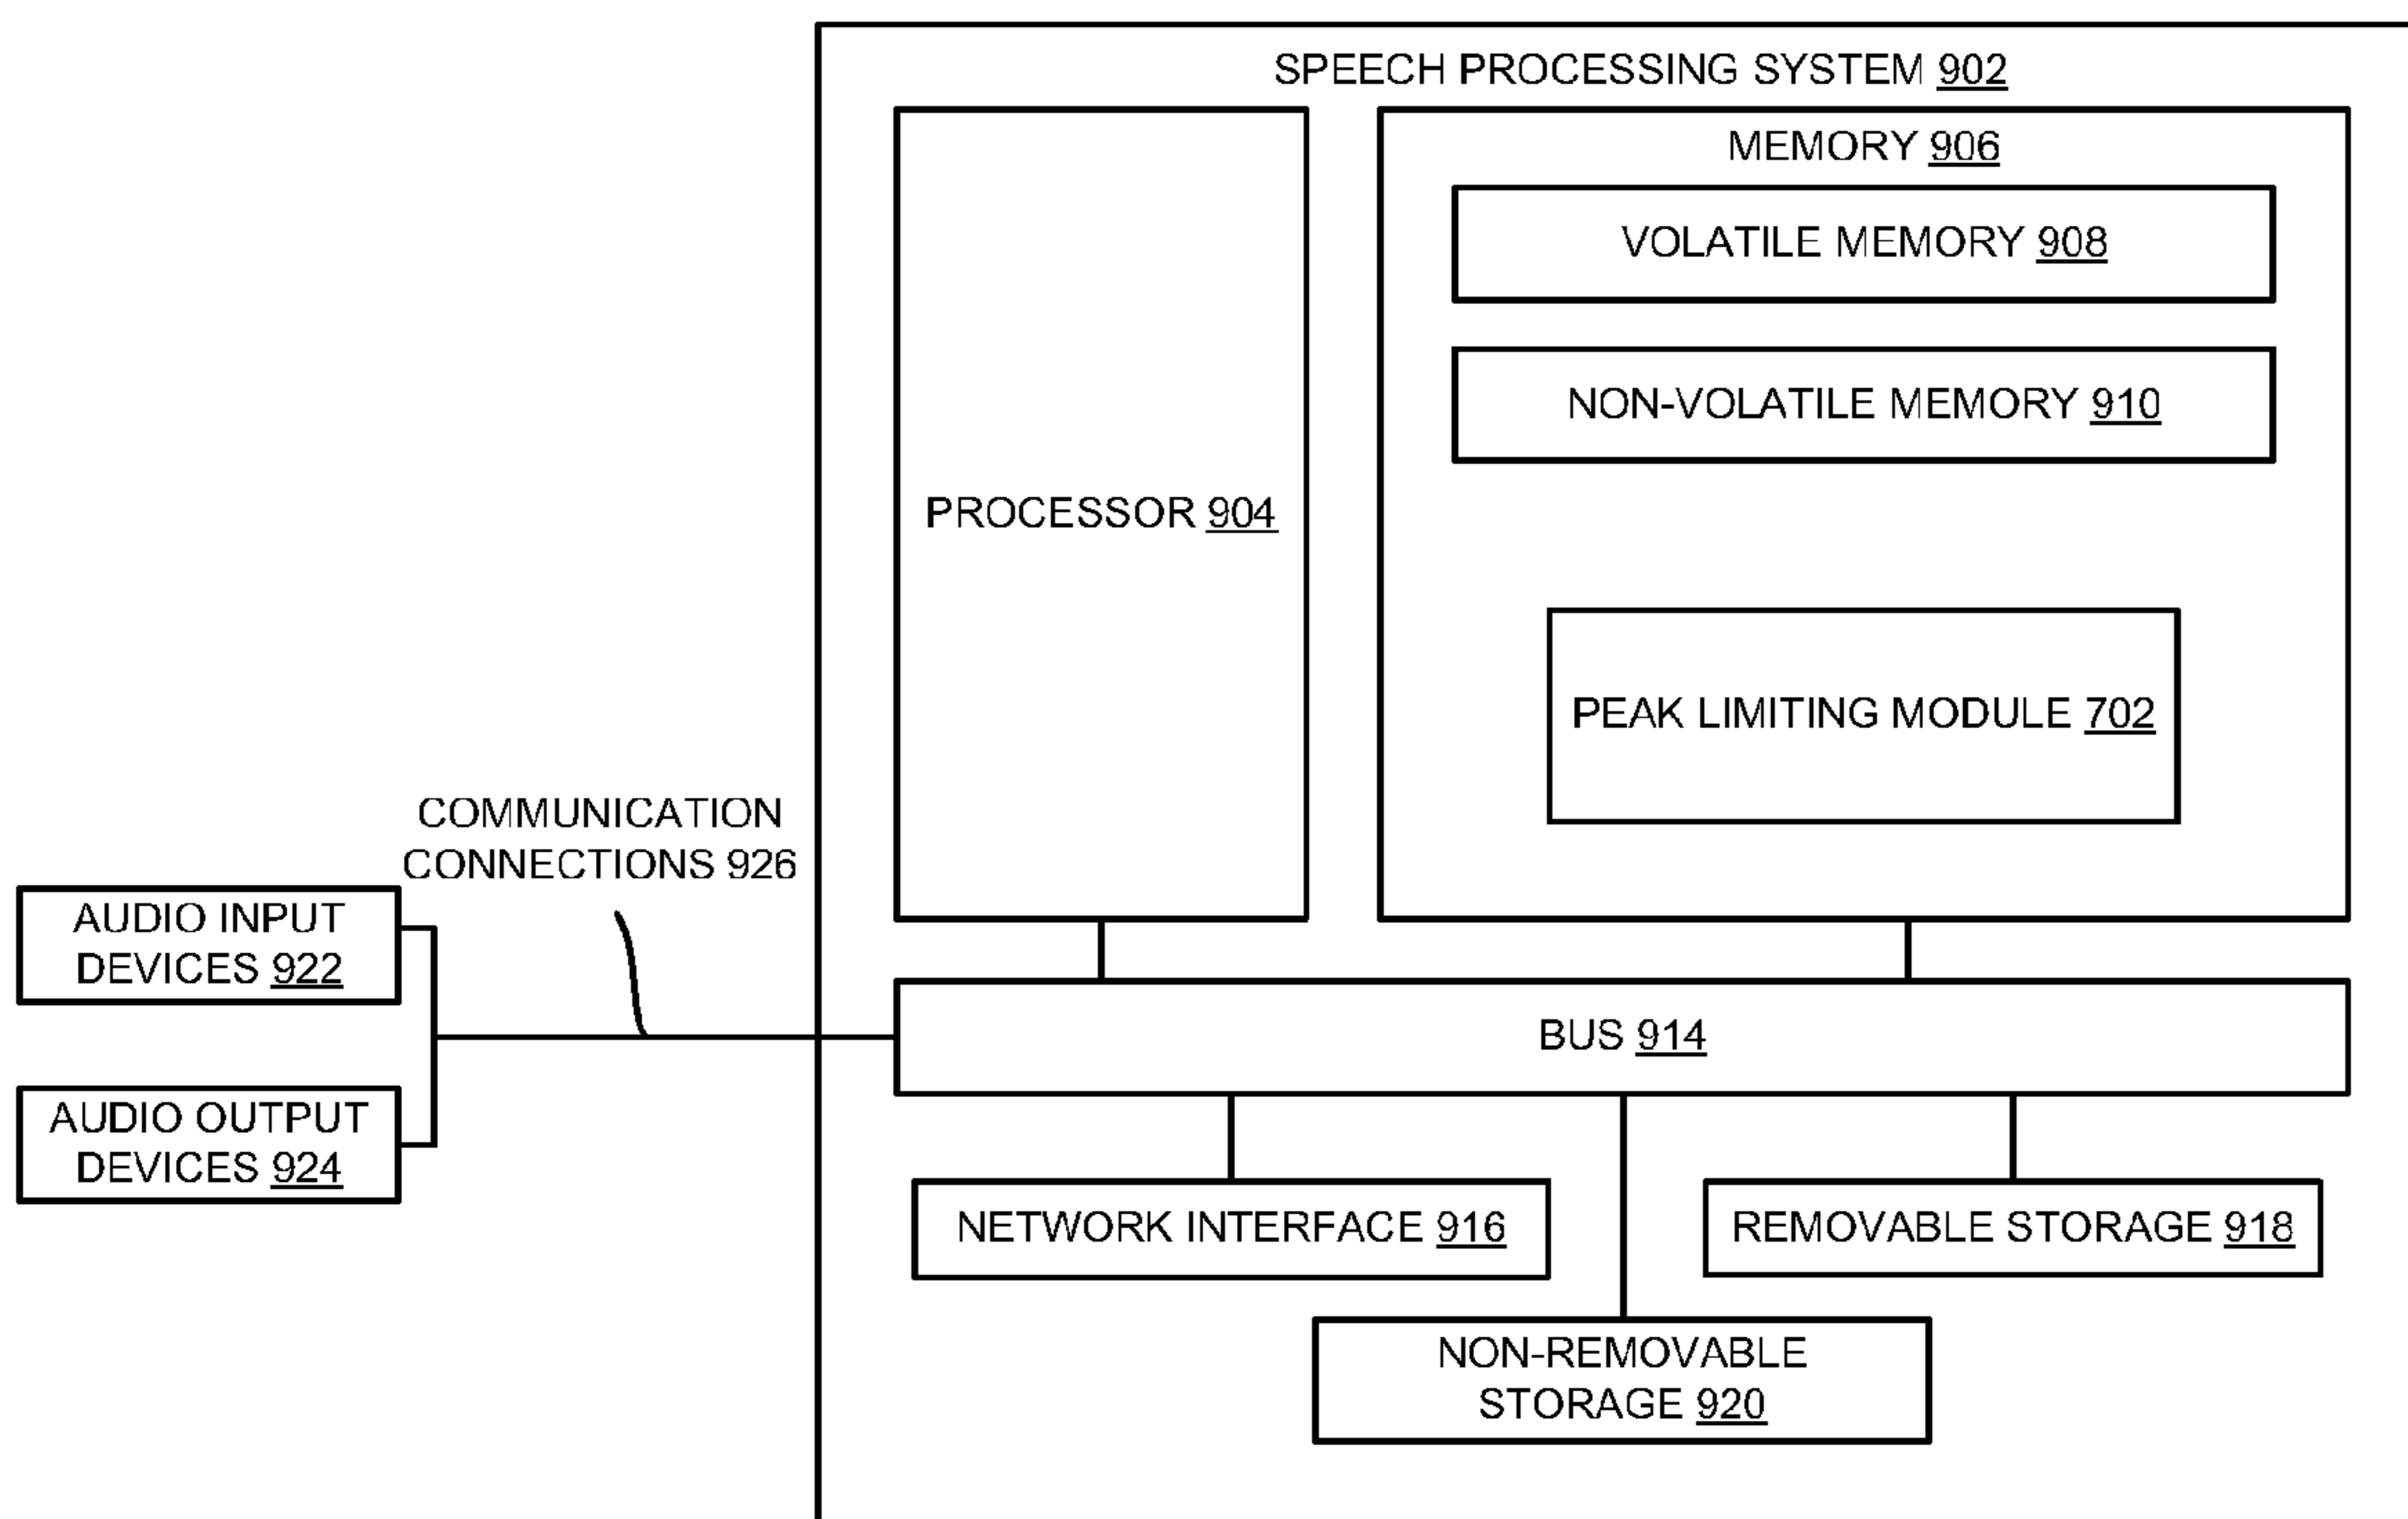 SPEECH PROCESSING SYSTEM 902
MEMORY 906
VOLATILE MEMORY 908
NON-VOLATILE MEMORY 910
PROCESSOR 904
PEAK LIMITING MODULE 702
COMMUNICATION
CONNECTIONS 926
AUDIO INPUT
DEVICES 922
BUS 914
AUDIO OUTPUT
DEVICES 924
NETWORK INTERFACE 916
REMOVABLE STORAGE 918
NON-REMOVABLE
STORAGE 920